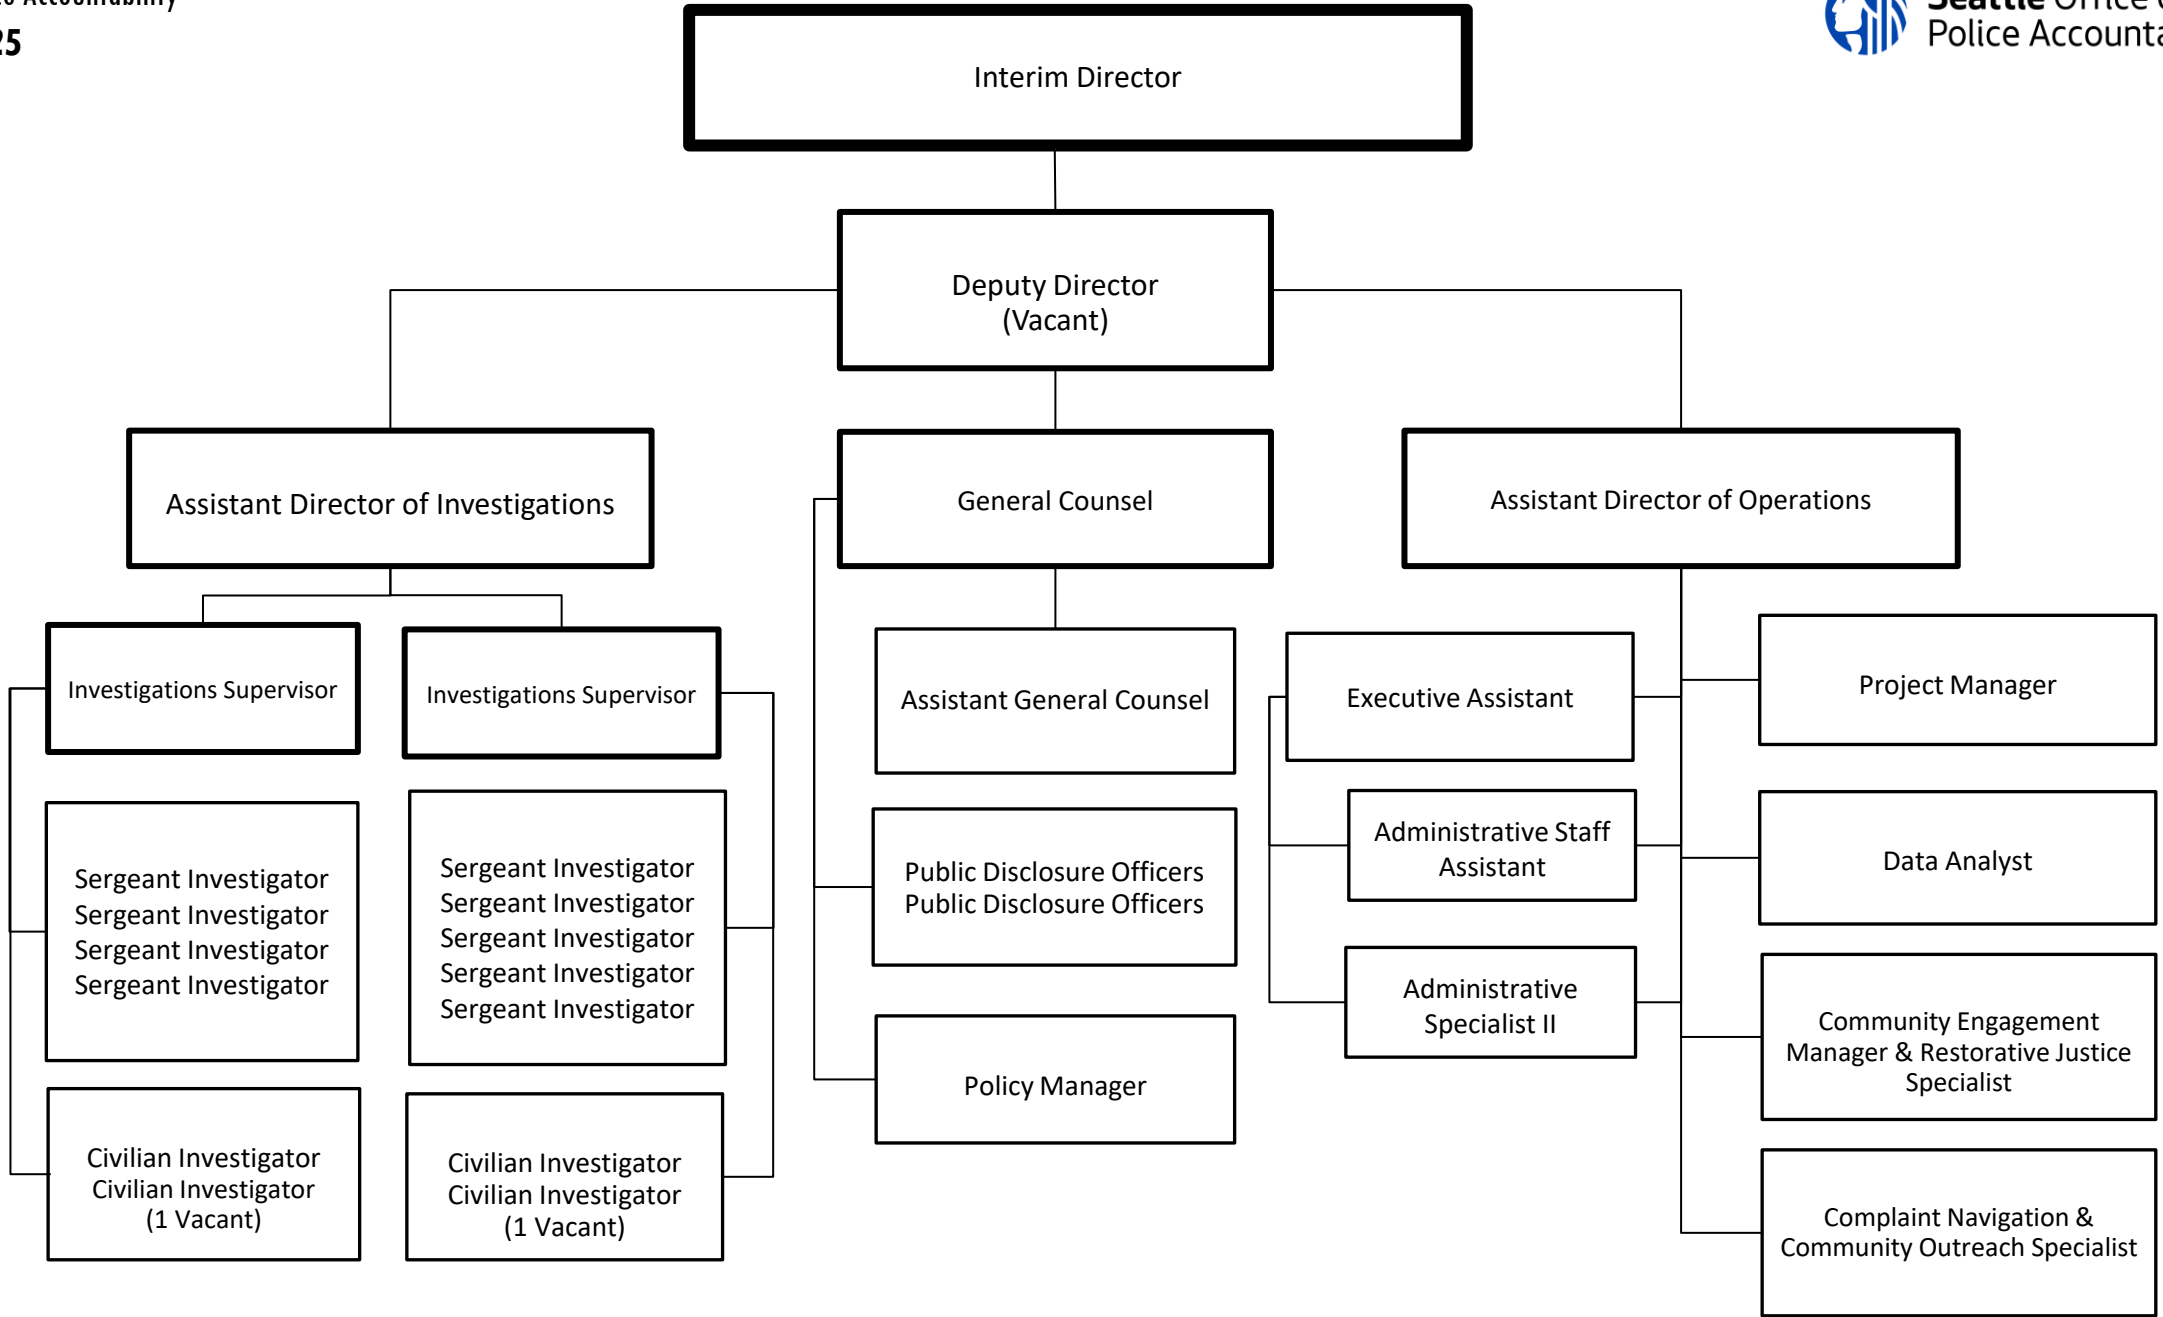 Accountability
25
Seattle Office
Police
Interim Director
Deputy Director
(Vacant)
Assistant Director of Investigations
General Counsel
Assistant Director of Operations
Investigations Supervisor
Investigations Supervisor
Assistant General Counsel
Executive Assistant
Project Manager
Sergeant Investigator
Sergeant Investigator
Sergeant Investigator
Sergeant Investigator
Sergeant Investigator
Sergeant Investigator
Sergeant Investigator
Sergeant Investigator
Sergeant Investigator
Public Disclosure Officers
Public Disclosure Officers
Administrative Staff
Assistant
Data Analyst
Administrative
Specialist II
Community Engagement
Manager & Restorative Justice
Specialist
Policy Manager
Civilian Investigator
Civilian Investigator
(1 Vacant)
Civilian Investigator
Civilian Investigator
(1 Vacant)
Complaint Navigation &
Community Outreach Specialist